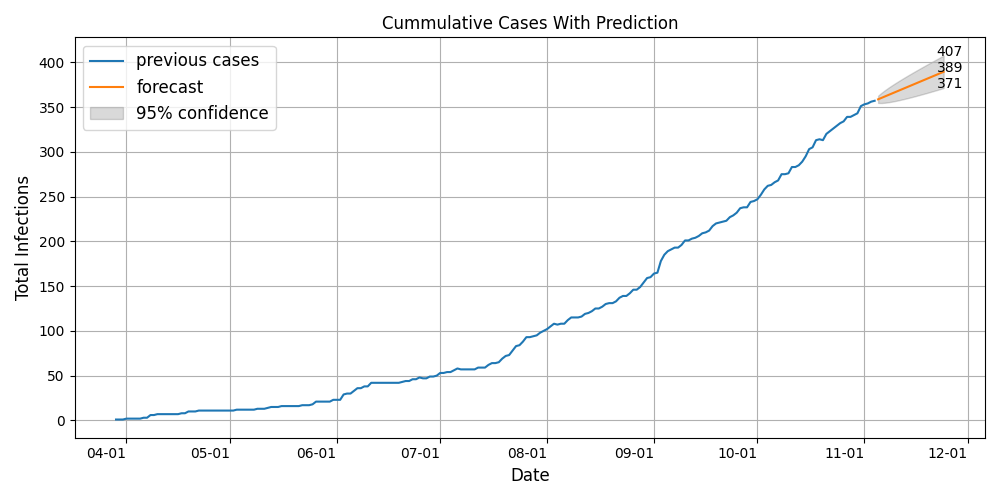 Cummulative Cases With Prediction
previous cases
forecast
95% confidence
407
389
371
400
350
300
250
200
150
100
50
0
Total Infections
04-01 05-01 06-01 07-01 08-01 09-01 10-01 11-01 12-01
Date